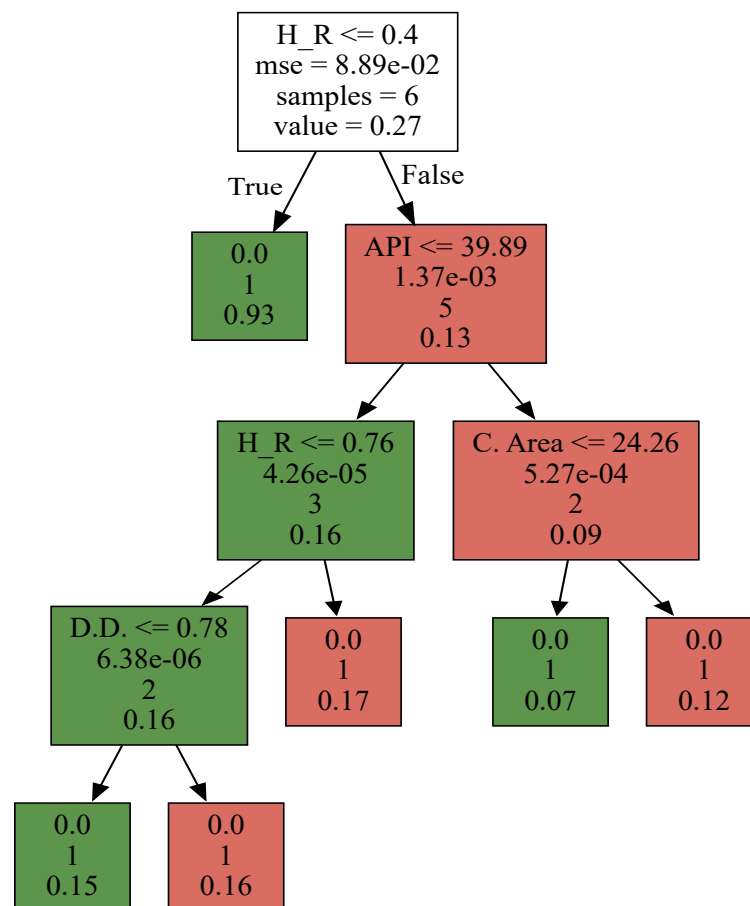 H_R <= 0.4
mse = 8.89e-02
samples = 6
value = 0.27
True
False
0.0
1
0.93
API <= 39.89
1.37e-03
5
0.13
H_R <= 0.76
4.26e-05
3
0.16
C. Area <= 24.26
5.27e-04
2
0.09
D.D. <= 0.78
6.38e-06
2
0.16
0.0
1
0.17
0.0
1
0.07
0.0
1
0.12
0.0
1
0.15
0.0
1
0.16